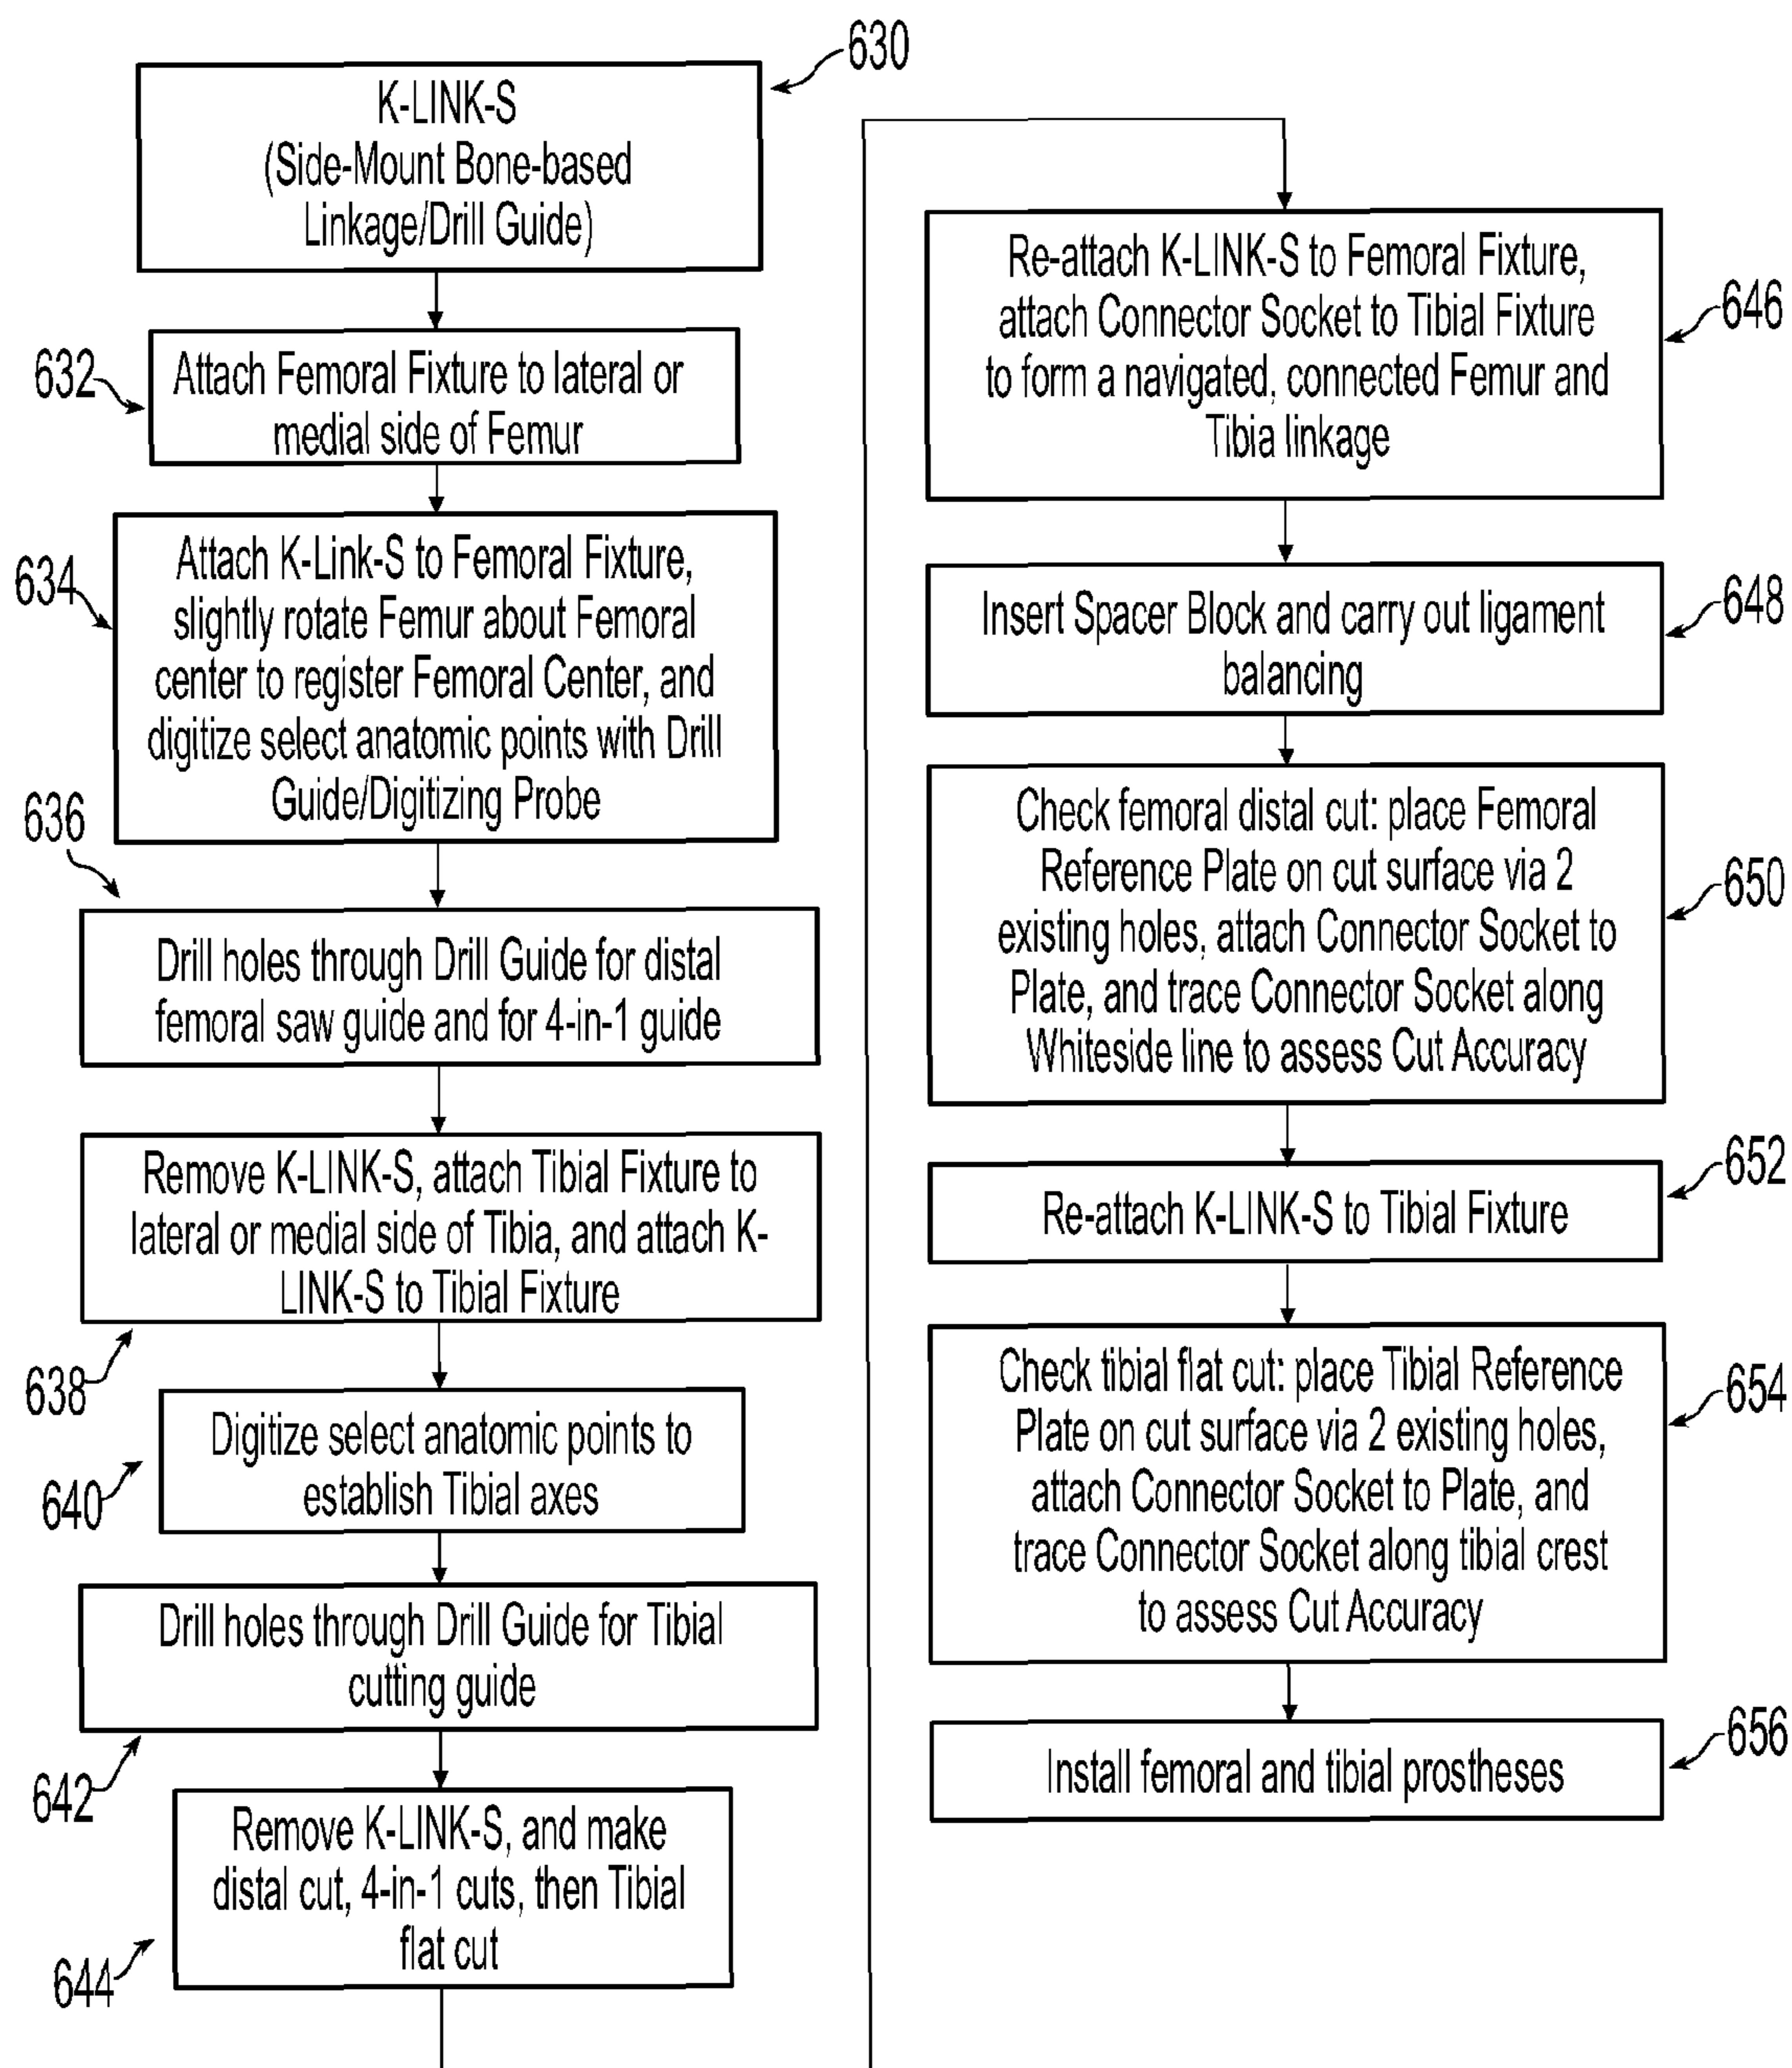 630
K-LINK-S
(Side-Mount Bone-based
Linkage/Drill Guide)
632
Attach Femoral Fixture to lateral or
medial side of Femur
634
Attach K-Link-S to Femoral Fixture,
slightly rotate Femur about Femoral
center to register Femoral Center, and
digitize select anatomic points with Drill
Guide/Digitizing Probe
636
Drill holes through Drill Guide for distal
femoral saw guide and for 4-in-1 guide
Remove K-LINK-S, attach Tibial Fixture to
lateral or medial side of Tibia, and attach K-
LINK-S to Tibial Fixture
638
Digitize select anatomic points to
establish Tibial axes
640
Drill holes through Drill Guide for Tibial
cutting guide
642
Remove K-LINK-S, and make
distal cut, 4-in-1 cuts, then Tibial
flat cut
644
Re-attach K-LINK-S to Femoral Fixture,
attach Connector Socket to Tibial Fixture
to form a navigated, connected Femur and
Tibia linkage
646
Insert Spacer Block and carry out ligament
balancing
648
Check femoral distal cut: place Femoral
Reference Plate on cut surface via 2
existing holes, attach Connector Socket to
Plate, and trace Connector Socket along
Whiteside line to assess Cut Accuracy
650
Re-attach K-LINK-S to Tibial Fixture
652
Check tibial flat cut: place Tibial Reference
Plate on cut surface via 2 existing holes,
attach Connector Socket to Plate, and
trace Connector Socket along tibial crest
to assess Cut Accuracy
654
Install femoral and tibial prostheses
656